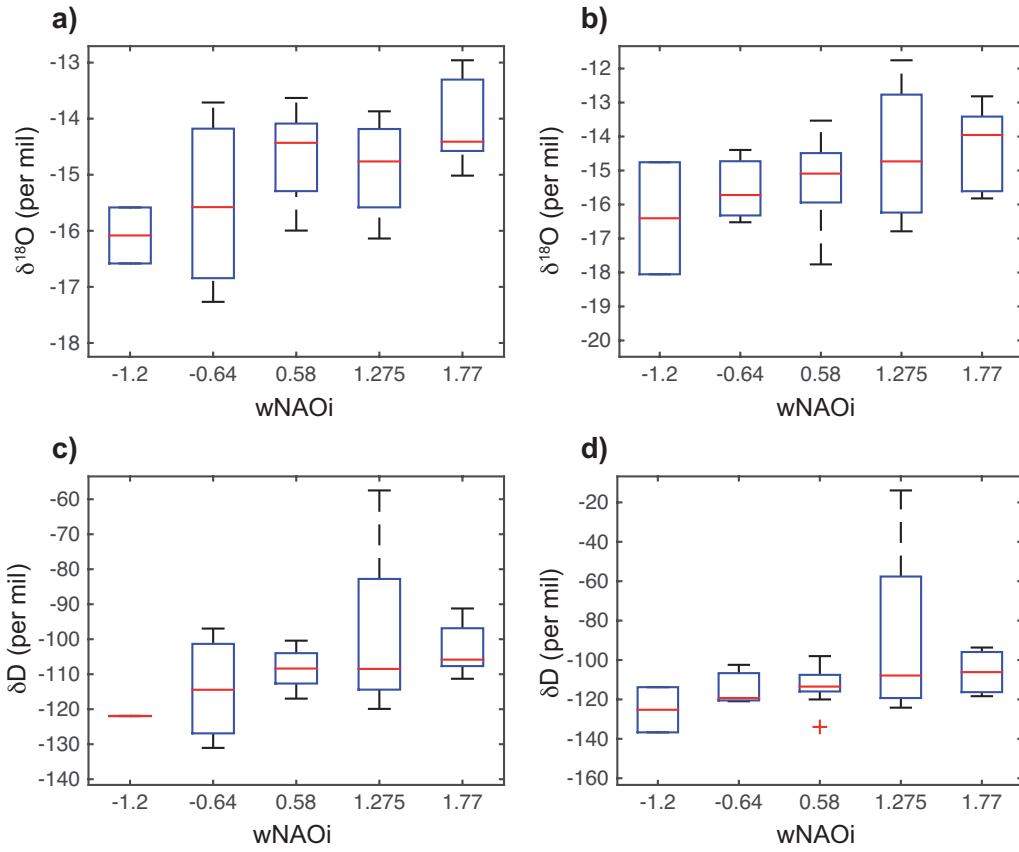 a)
-13
-14
-15
-16
-17
-18
δ18O (per mil)
-1.2 -0.64 0.58 1.275 1.77
wNAOi
b)
-12
-13
-14
-15
-16
-17
-18
-19
-20
δ18O (per mil)
-1.2 -0.64 0.58 1.275 1.77
wNAOi
c)
-60
-70
-80
-90
-100
-110
-120
-130
-140
δD (per mil)
-1.2 -0.64 0.58 1.275 1.77
wNAOi
d)
-20
-40
-60
-80
-100
-120
-140
-160
δD (per mil)
-1.2 -0.64 0.58 1.275 1.77
wNAOi